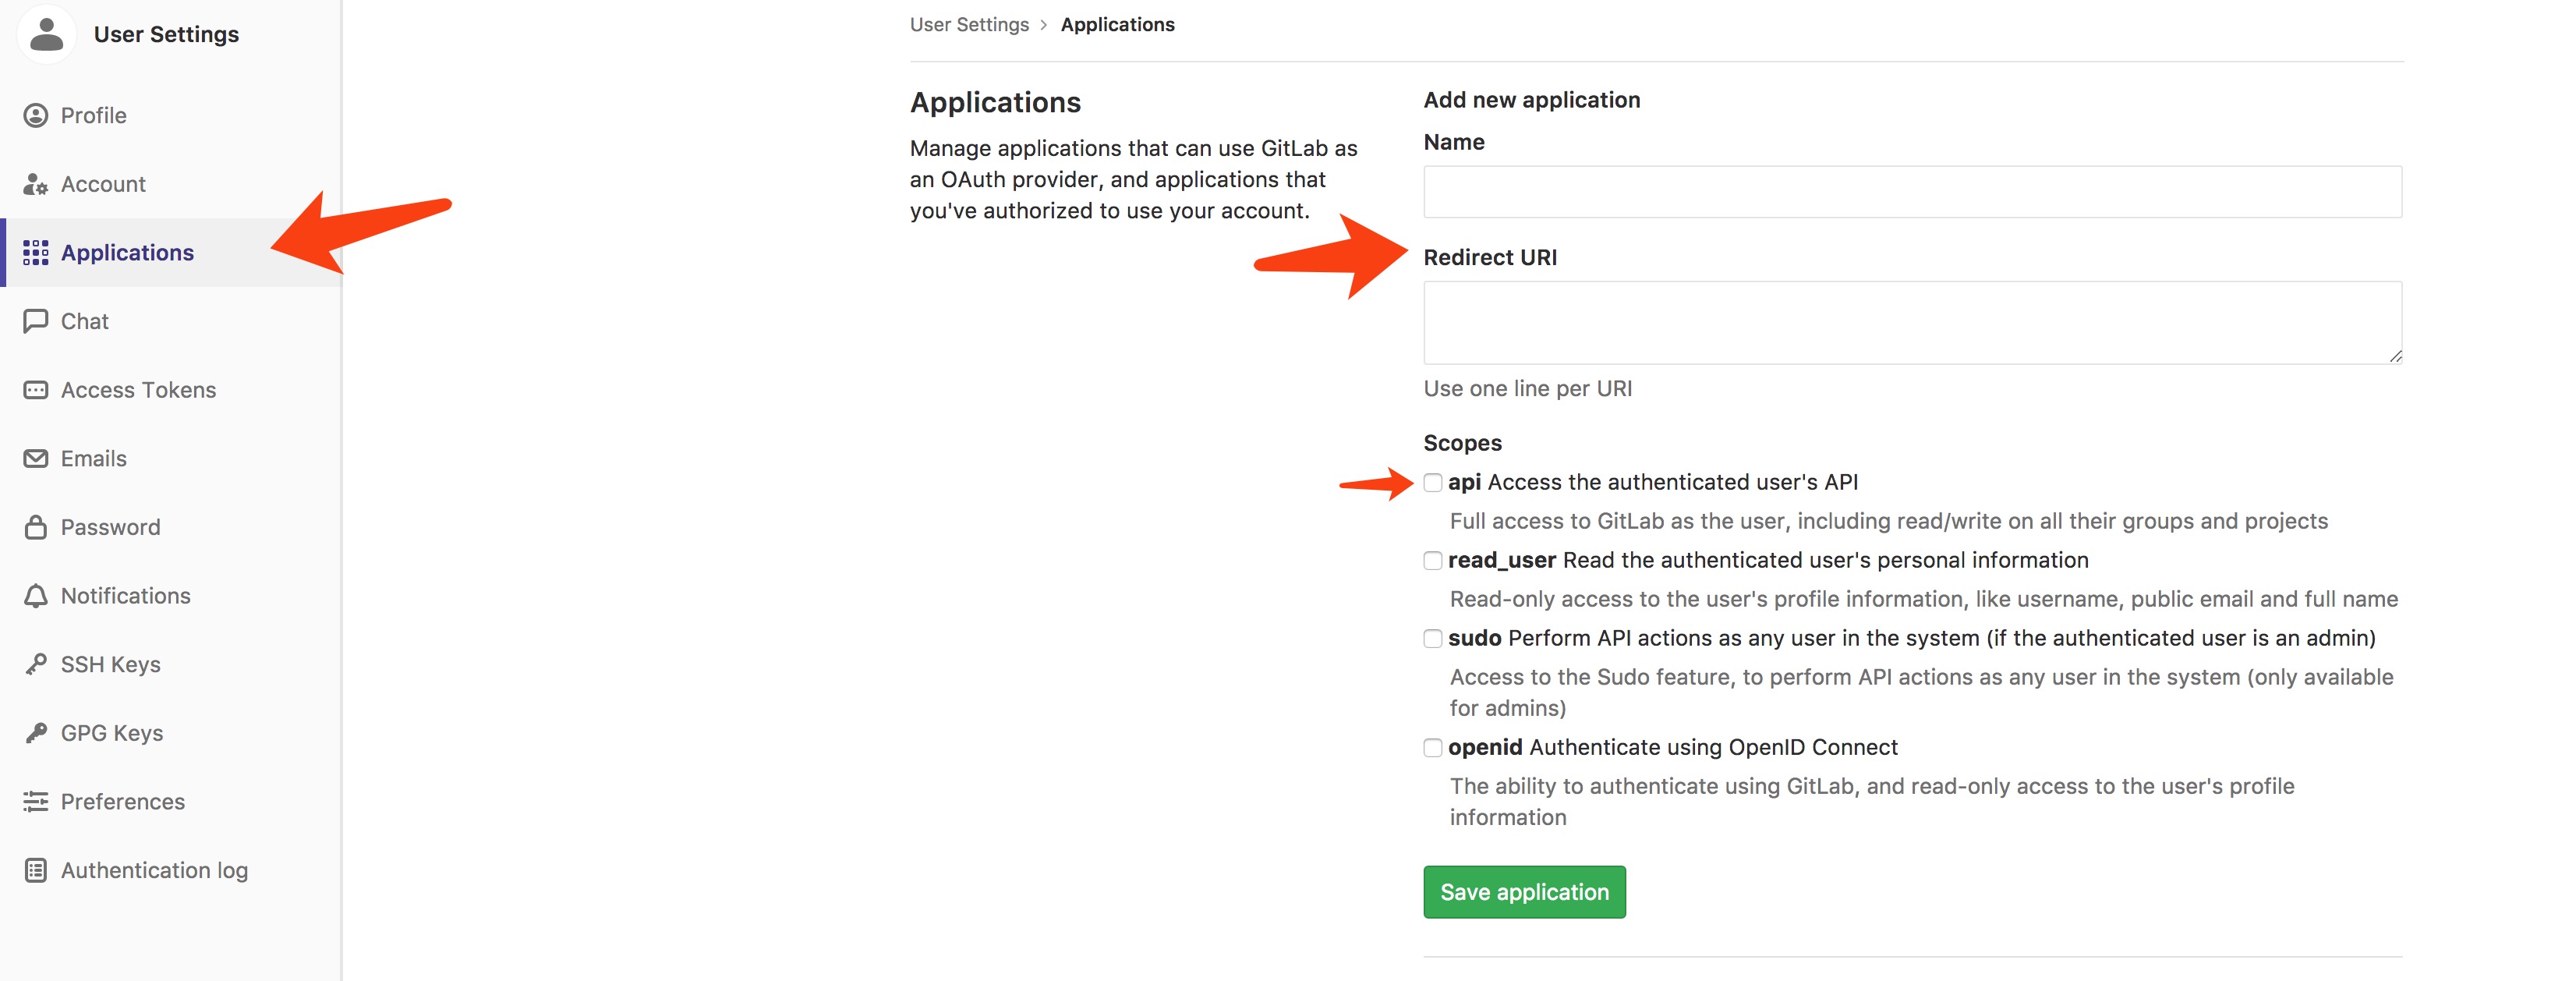 User Settings
Profile
Account
Applications
Chat
Access Tokens
Emails
Password
Notifications
SSH Keys
GPG Keys
Preferences
Authentication log
User Settings > Applications
Applications
Manage applications that can use GitLab as
an OAuth provider, and applications that
you've authorized to use your account.
Add new application
Name
Redirect URI
Use one line per URI
Scopes
api Access the authenticated user's API
Full access to GitLab as the user, including read/write on all their groups and projects
read_user Read the authenticated user's personal information
Read-only access to the user's profile information, like username, public email and full name
sudo Perform API actions as any user in the system (if the authenticated user is an admin)
Access to the Sudo feature, to perform API actions as any user in the system (only available
for admins)
openid Authenticate using OpenID Connect
The ability to authenticate using GitLab, and read-only access to the user's profile
information
Save application